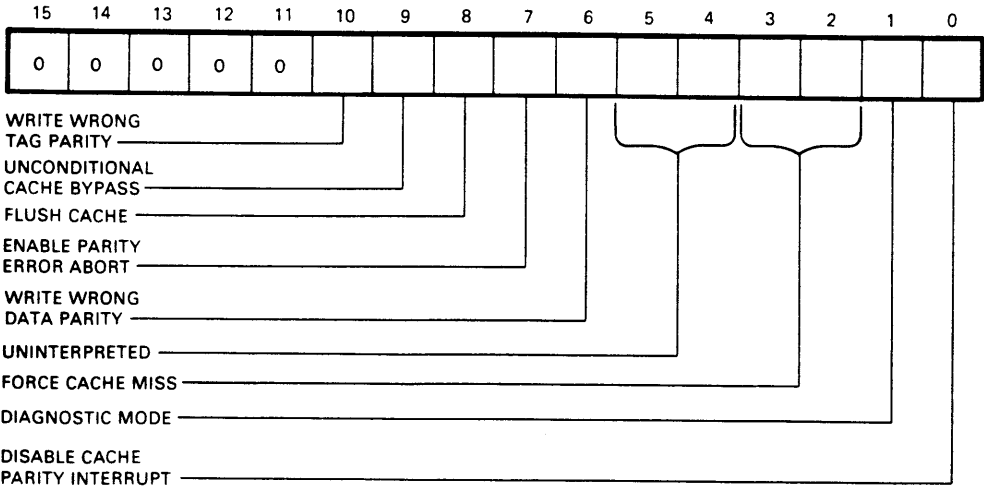 15 14 13 12 11 10 9 8 7 6 5 4 3 2 1 0
0 0 0 0 0
WRITE WRONG
TAG PARITY
UNCONDITIONAL
CACHE BYPASS
FLUSH CACHE
ENABLE PARITY
ERROR ABORT
WRITE WRONG
DATA PARITY
UNINTERPRETED
FORCE CACHE MISS
DIAGNOSTIC MODE
DISABLE CACHE
PARITY INTERRUPT